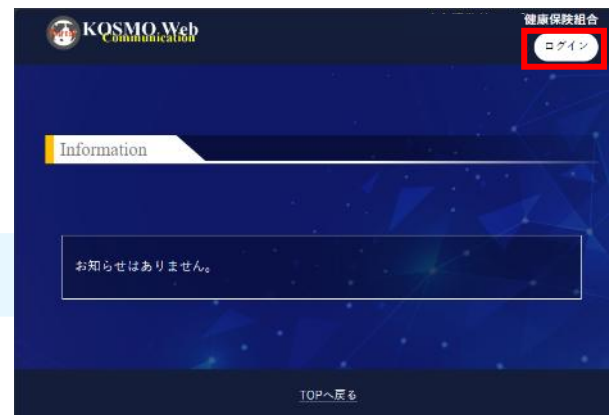 KOSMO Web
Communication
健康保険組合
ログイン
Information
お知らせはありません。
TOPへ戻る